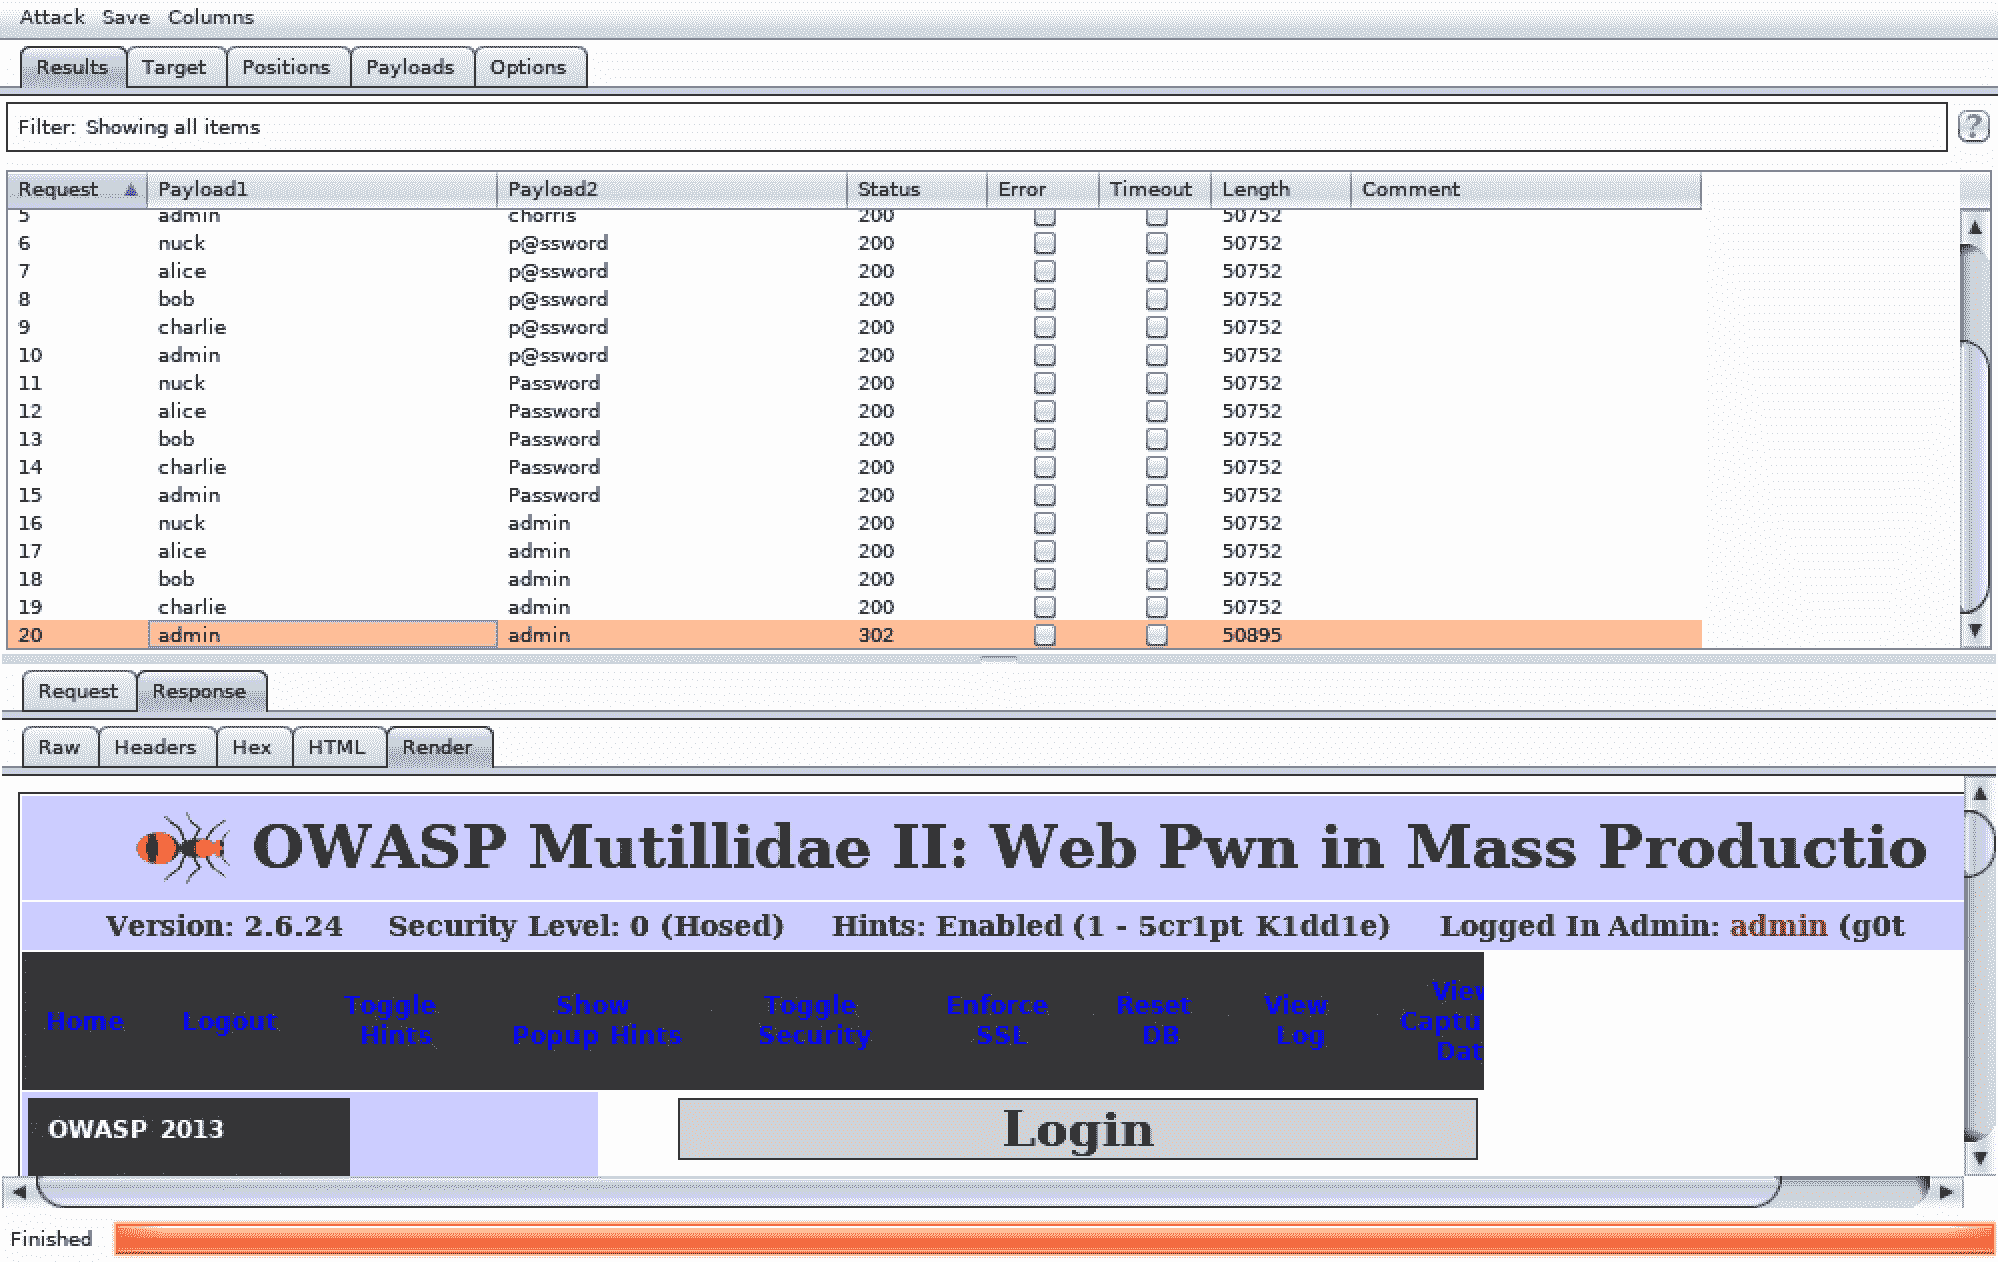 Attack Save Columns
Results Target Positions Payloads Options
Filter: Showing all items
?
Request Payload1 Payload2 Status Error Timeout Length Comment
5 admin chorris 200 50752
6 nuck p@ssword 200 50752
7 alice p@ssword 200 50752
8 bob p@ssword 200 50752
9 charlie p@ssword 200 50752
10 admin p@ssword 200 50752
11 nuck Password 200 50752
12 alice Password 200 50752
13 bob Password 200 50752
14 charlie Password 200 50752
15 admin Password 200 50752
16 nuck admin 200 50752
17 alice admin 200 50752
18 bob admin 200 50752
19 charlie admin 200 50752
20 admin admin 302 50895
Request Response
Raw Headers Hex HTML Render
OWASP Mutillidae II: Web Pwn in Mass Productio
Version: 2.6.24 Security Level: 0 (Hosed) Hints: Enabled (1 - 5cr1pt K1dd1e) Logged In Admin: admin (g0t
Home Logout Toggle Hints Show Popup Hints Toggle Security Enforce SSL Reset DB View Log View Captu Dat
OWASP 2013
Login
Finished